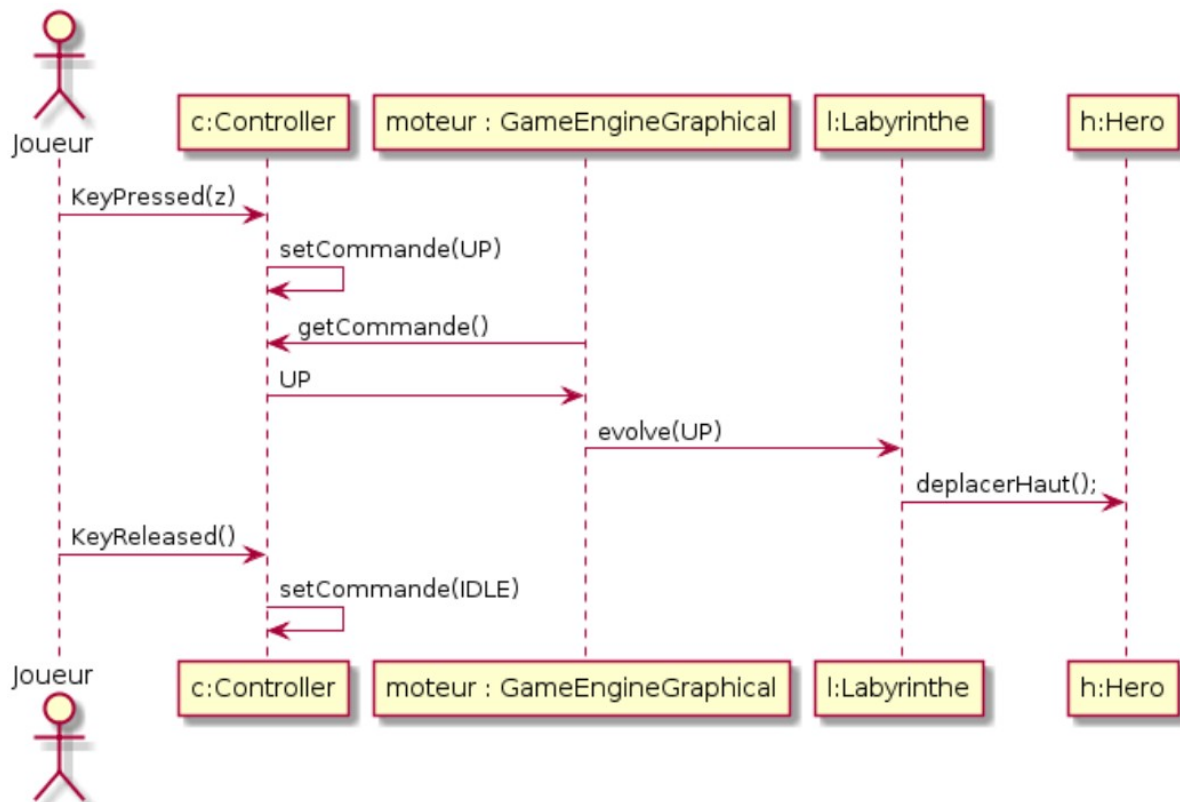 Joueur
c:Controller
moteur : GameEngineGraphical
l:Labyrinthe
h:Hero
KeyPressed(z)
setCommande(UP)
getCommande()
UP
evolve(UP)
deplacerHaut();
KeyReleased()
setCommande(IDLE)
Joueur
c:Controller
moteur : GameEngineGraphical
l:Labyrinthe
h:Hero